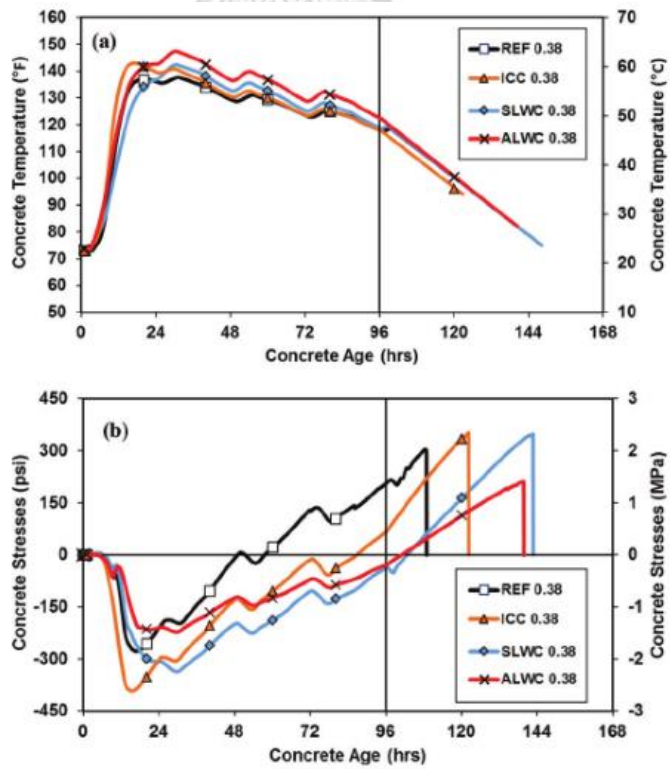 160
150
140
130
120
110
100
90
80
70
60
50
Concrete Temperature (°F)
(a)
REF 0.38
ICC 0.38
SLWC 0.38
ALWC 0.38
70
60
50
40
30
20
10
Concrete Temperature (°C)
0 24 48 72 96 120 144 168
Concrete Age (hrs)
450
300
150
0
-150
-300
-450
Concrete Stresses (psi)
(b)
REF 0.38
ICC 0.38
SLWC 0.38
ALWC 0.38
3
2
1
0
-1
-2
-3
Concrete Stresses (MPa)
0 24 48 72 96 120 144 168
Concrete Age (hrs)